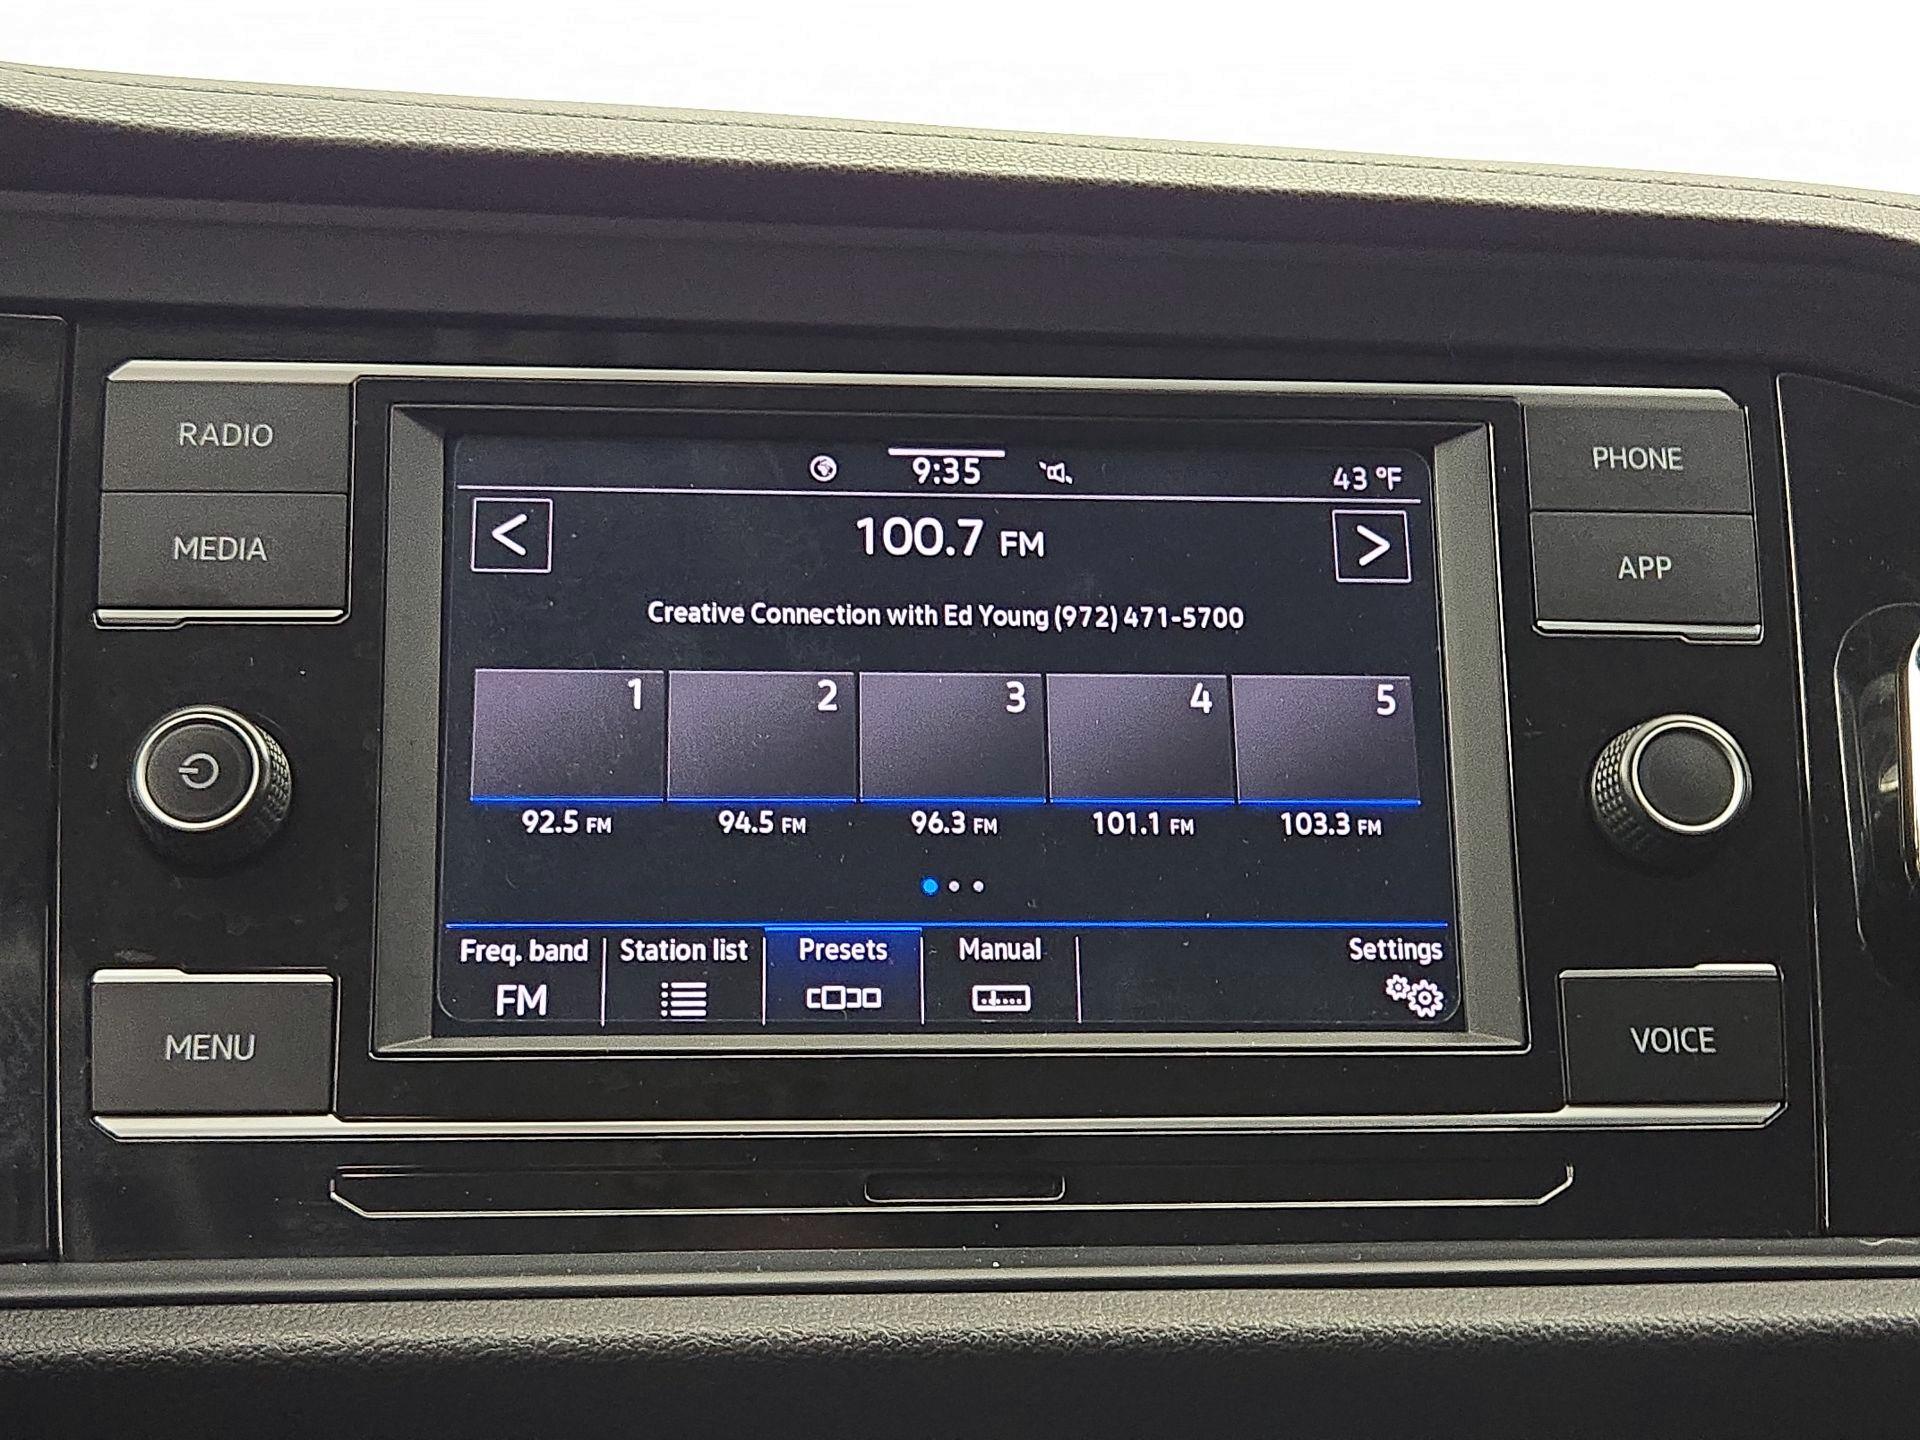 RADIO
MEDIA
MENU
9:35
43 °F
<
100.7 FM
>
Creative Connection with Ed Young (972) 471-5700
1
2
3
4
5
92.5 FM
94.5 FM
96.3 FM
101.1 FM
103.3 FM
Freq. band
FM
Station list
Presets
Manual
Settings
PHONE
APP
VOICE